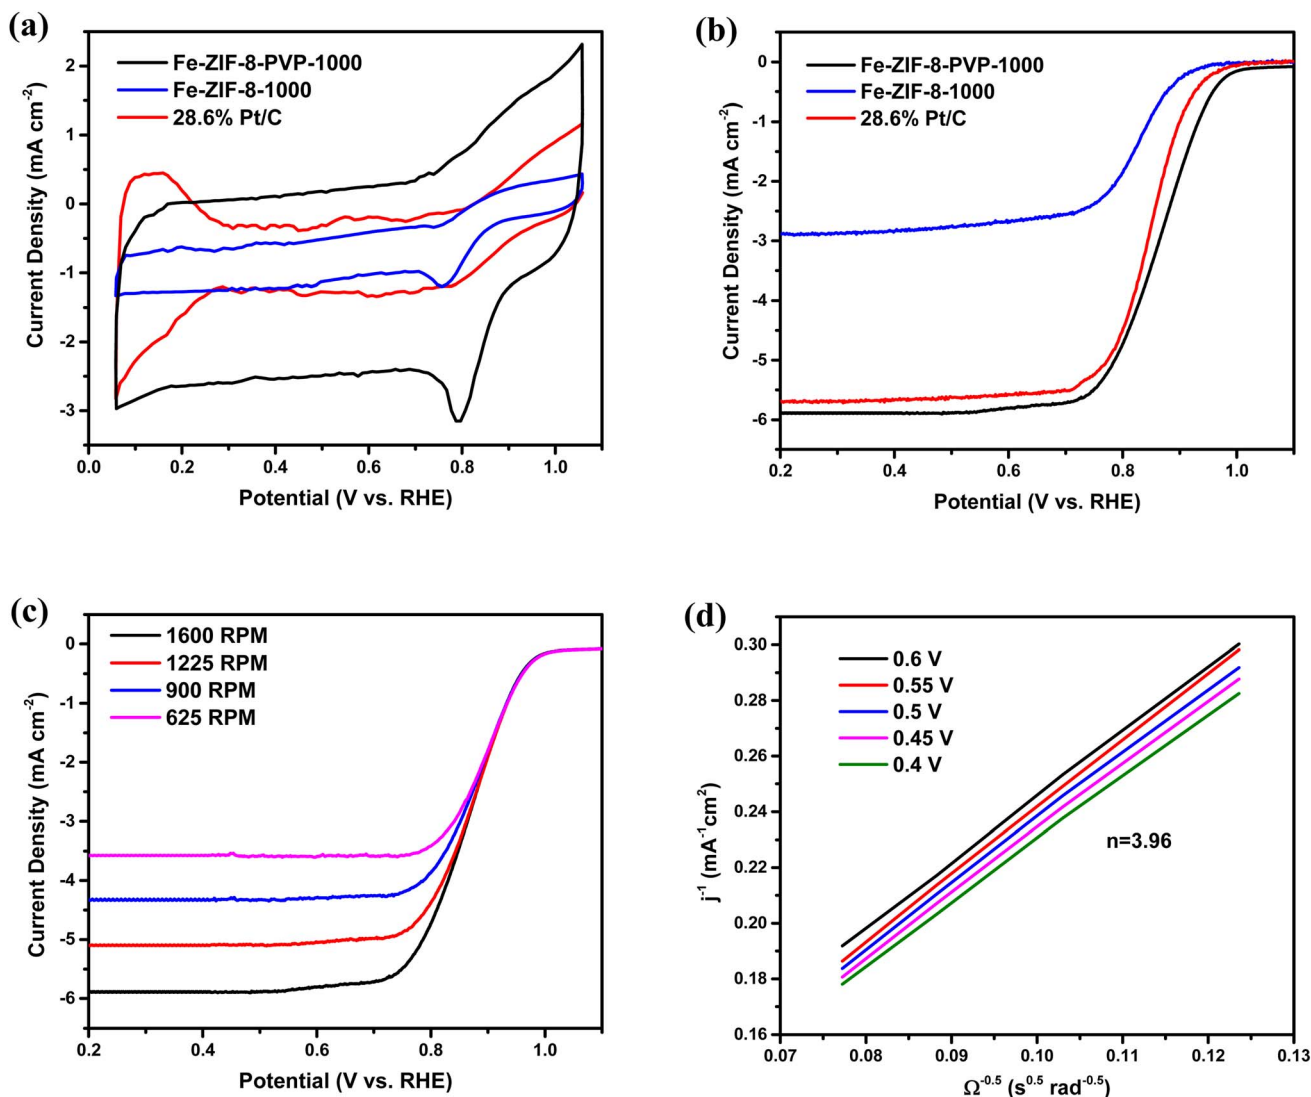 (a)
Fe-ZIF-8-PVP-1000
Fe-ZIF-8-1000
28.6% Pt/C
Current Density (mA cm⁻²)
2
1
0
-1
-2
-3
0.0 0.2 0.4 0.6 0.8 1.0
Potential (V vs. RHE)
(b)
Fe-ZIF-8-PVP-1000
Fe-ZIF-8-1000
28.6% Pt/C
Current Density (mA cm⁻²)
0
-1
-2
-3
-4
-5
-6
0.2 0.4 0.6 0.8 1.0
Potential (V vs. RHE)
(c)
1600 RPM
1225 RPM
900 RPM
625 RPM
Current Density (mA cm⁻²)
0
-1
-2
-3
-4
-5
-6
0.2 0.4 0.6 0.8 1.0
Potential (V vs. RHE)
(d)
0.6 V
0.55 V
0.5 V
0.45 V
0.4 V
n=3.96
j⁻¹ (mA⁻¹cm²)
0.30
0.28
0.26
0.24
0.22
0.20
0.18
0.16
0.07 0.08 0.09 0.10 0.11 0.12 0.13
Ω⁻⁰·⁵ (s⁰·⁵ rad⁻⁰·⁵)